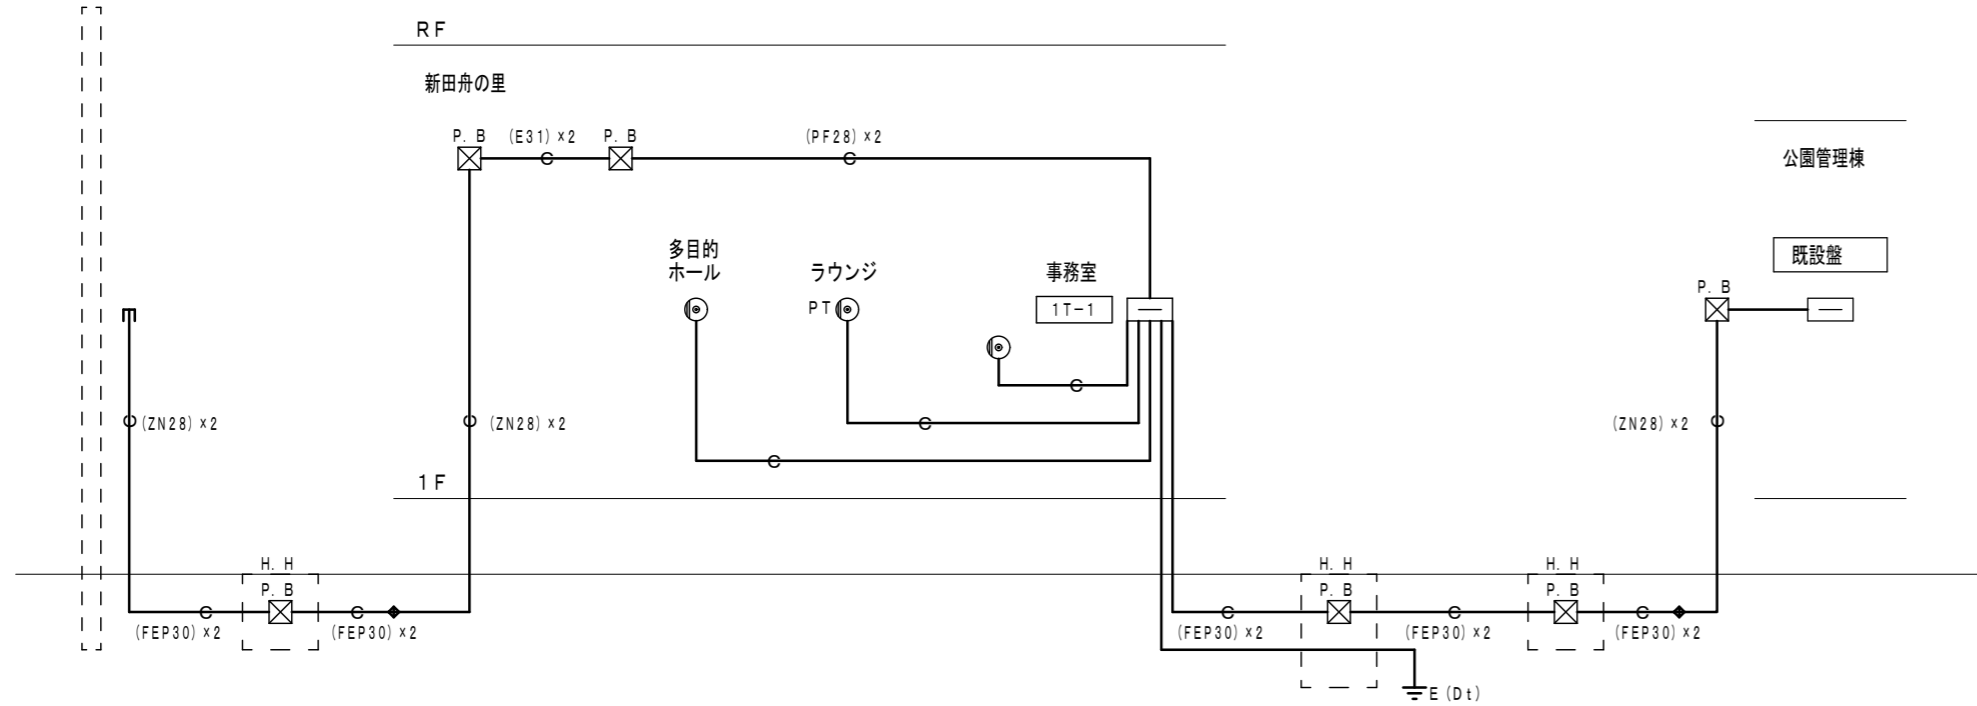 RF
新田舟の里
P.B (E31)×2 P.B (PF28)×2
公園管理棟
多目的
ホール
ラウンジ
事務室
既設盤
PT
1T-1
P.B
(ZN28)×2 (ZN28)×2 (ZN28)×2
C C C C C C C C C C C C C
1F
H.H H.H H.H
P.B P.B P.B
(FEP30)×2 (FEP30)×2 (FEP30)×2 (FEP30)×2 (FEP30)×2
E(Dt)